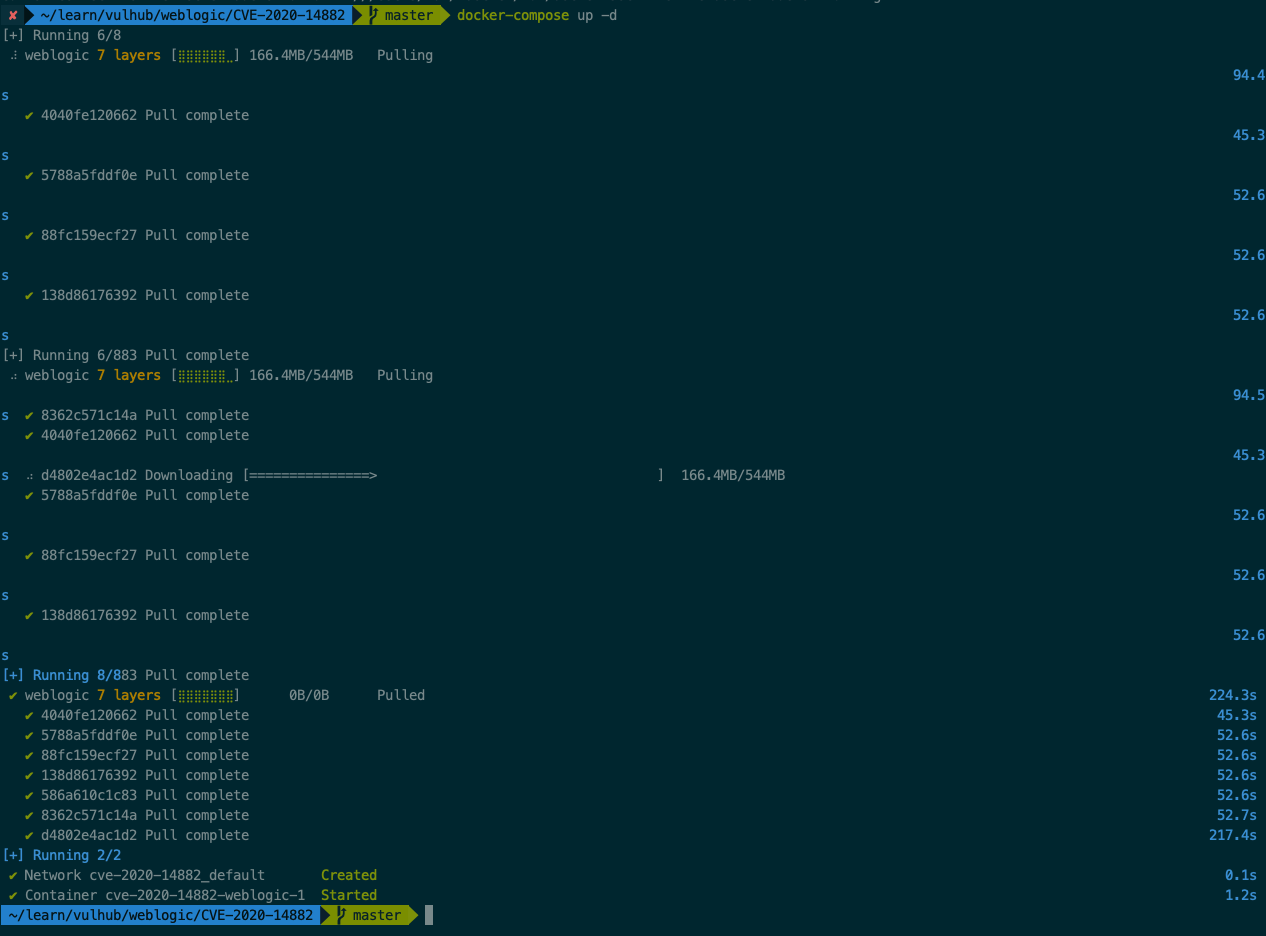 ✘ ~/learn/vulhub/weblogic/CVE-2020-14882 master docker-compose up -d
[+] Running 6/8
weblogic 7 layers [⣿⣿⣿⣿⣿⣿⣀] 166.4MB/544MB Pulling
94.4
s
✔ 4040fe120662 Pull complete
45.3
s
✔ 5788a5fddf0e Pull complete
52.6
s
✔ 88fc159ecf27 Pull complete
52.6
s
✔ 138d86176392 Pull complete
52.6
s
[+] Running 6/883 Pull complete
weblogic 7 layers [⣿⣿⣿⣿⣿⣿⣀] 166.4MB/544MB Pulling
94.5
s ✔ 8362c571c14a Pull complete
✔ 4040fe120662 Pull complete
45.3
s d4802e4ac1d2 Downloading [===============> ] 166.4MB/544MB
✔ 5788a5fddf0e Pull complete
52.6
s
✔ 88fc159ecf27 Pull complete
52.6
s
✔ 138d86176392 Pull complete
52.6
s
[+] Running 8/883 Pull complete
✔ weblogic 7 layers [⣿⣿⣿⣿⣿⣿⣿] 0B/0B Pulled 224.3s
✔ 4040fe120662 Pull complete 45.3s
✔ 5788a5fddf0e Pull complete 52.6s
✔ 88fc159ecf27 Pull complete 52.6s
✔ 138d86176392 Pull complete 52.6s
✔ 586a610c1c83 Pull complete 52.6s
✔ 8362c571c14a Pull complete 52.7s
✔ d4802e4ac1d2 Pull complete 217.4s
[+] Running 2/2
✔ Network cve-2020-14882_default Created 0.1s
✔ Container cve-2020-14882-weblogic-1 Started 1.2s
~/learn/vulhub/weblogic/CVE-2020-14882 master